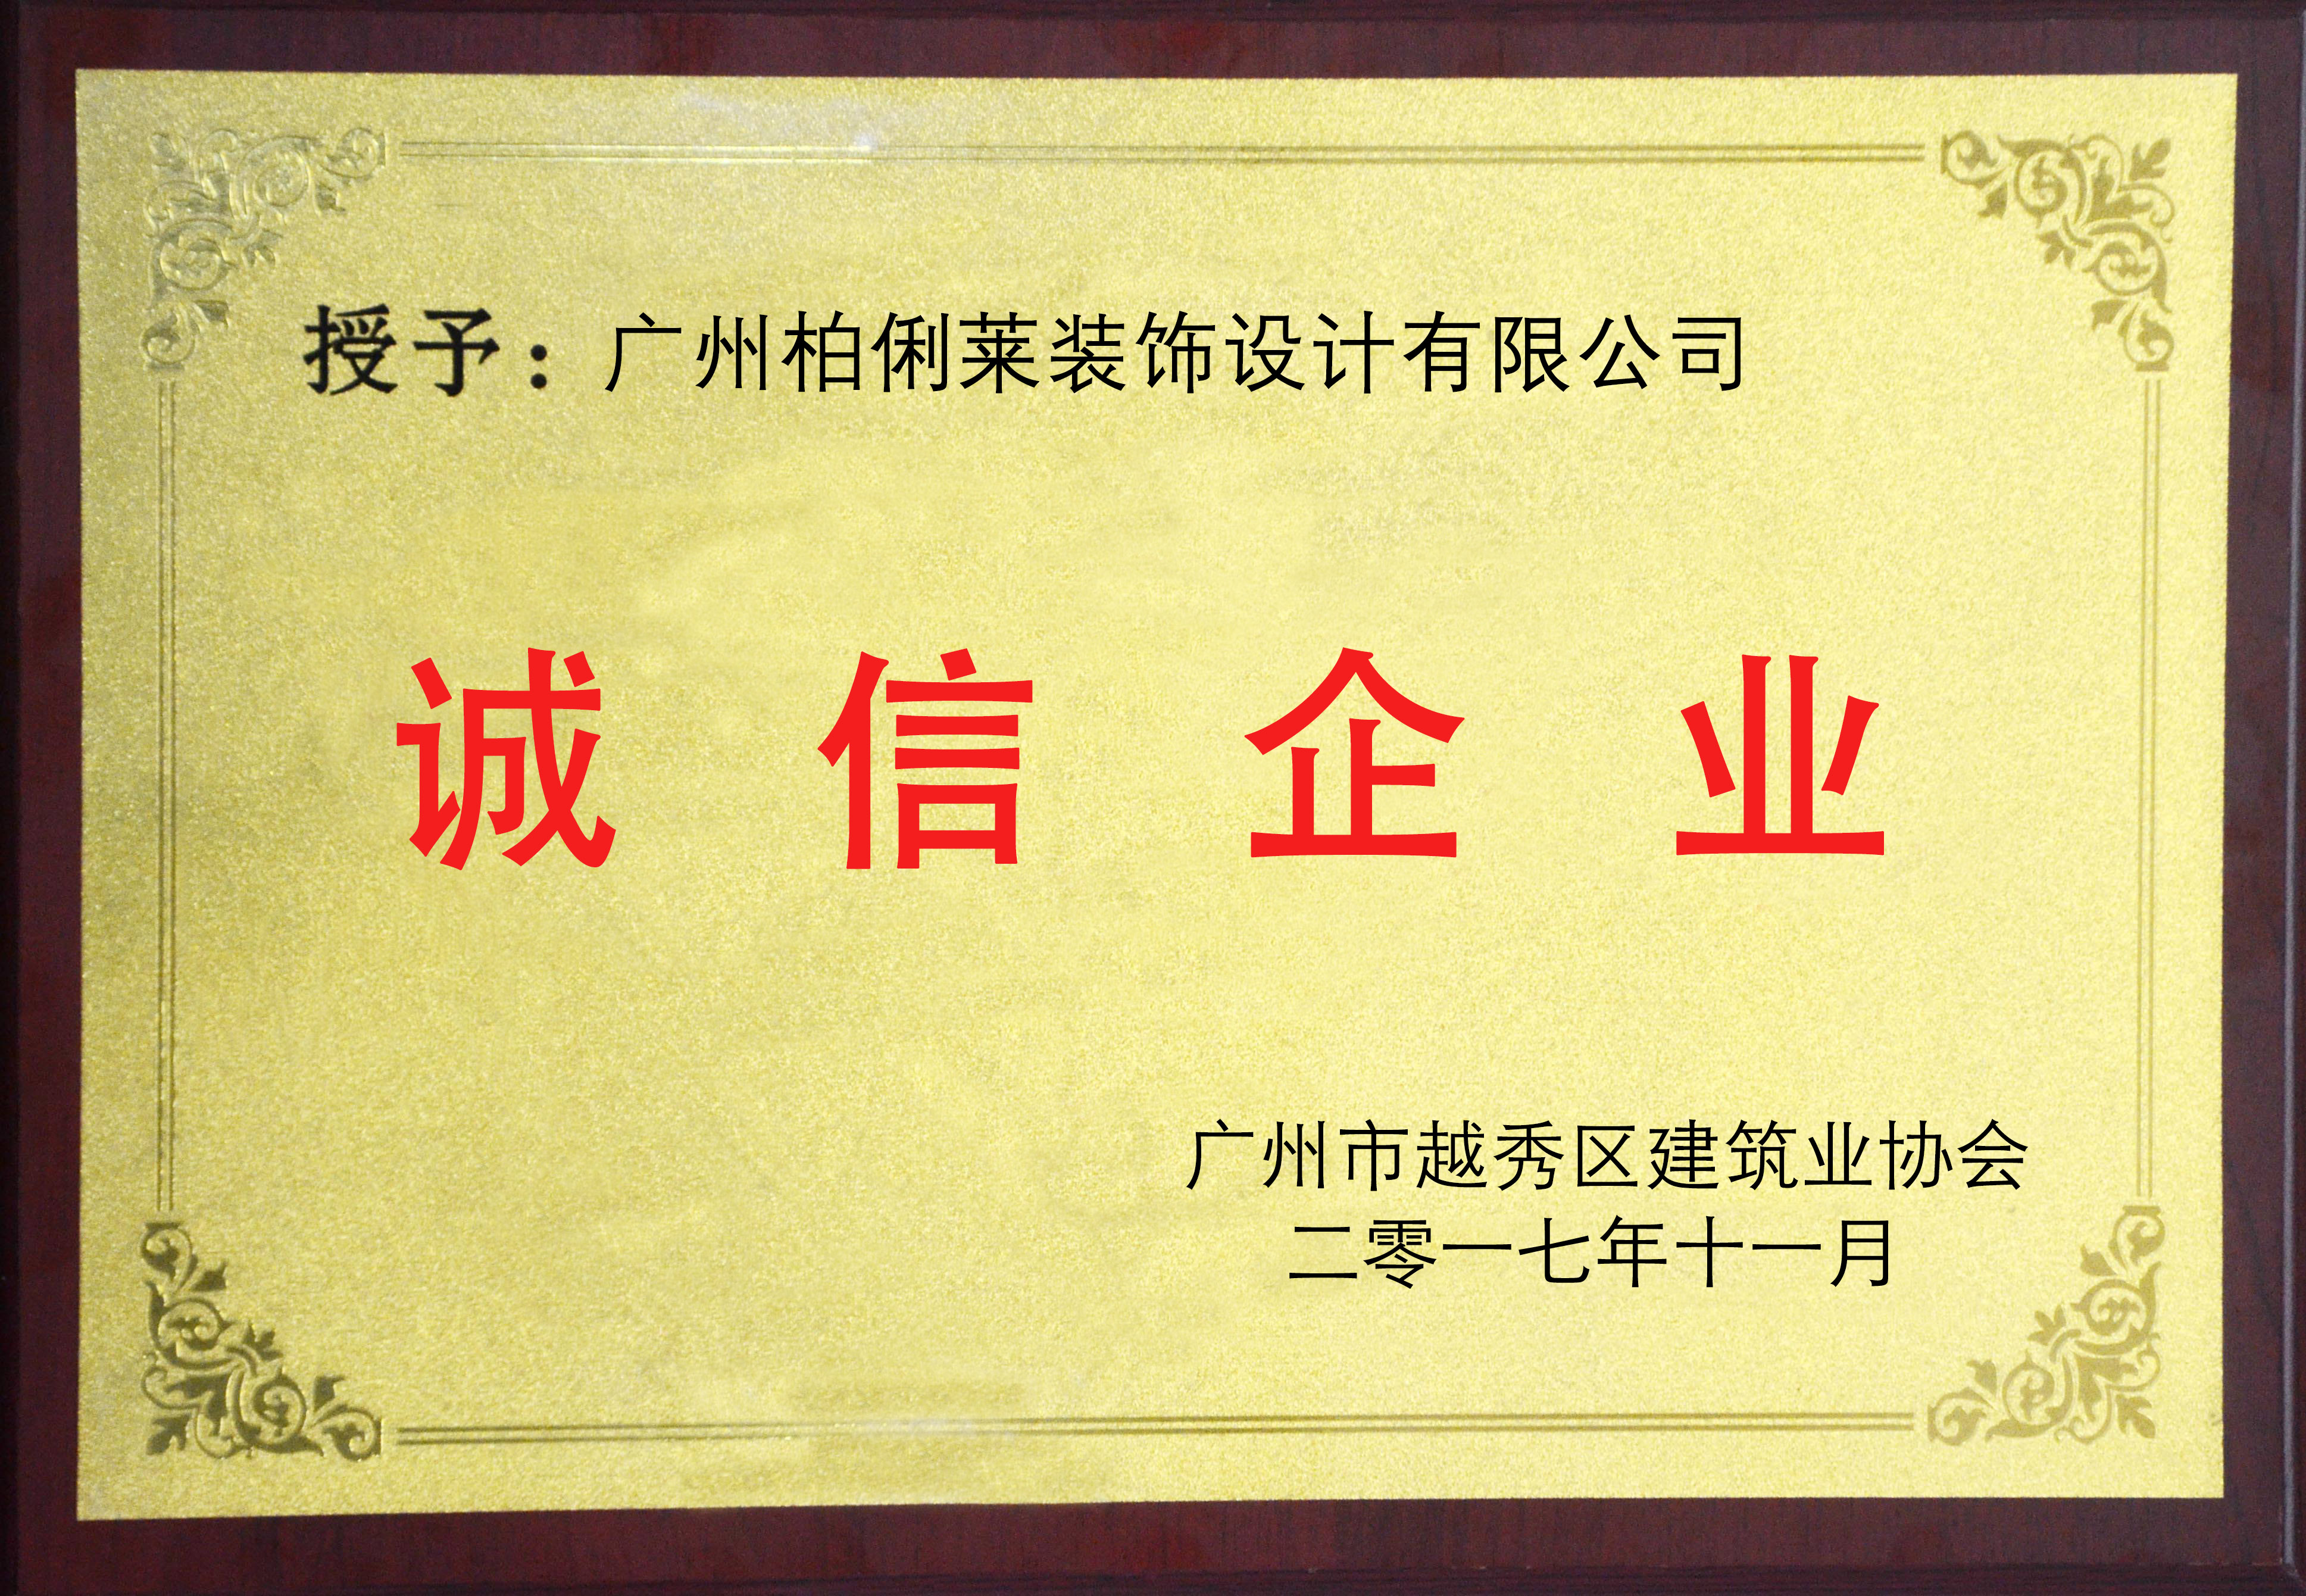 授予：广州柏俐莱装饰设计有限公司
诚信企业
广州市越秀区建筑业协会
二零一七年十一月